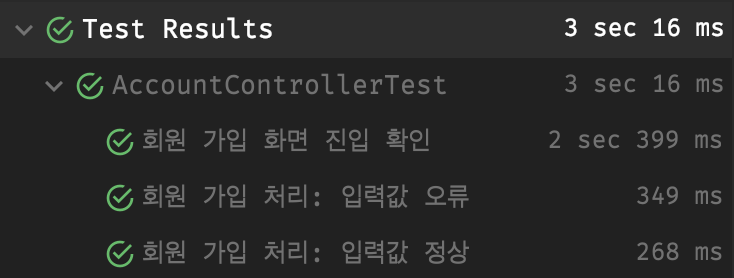 Test Results 3 sec 16 ms
AccountControllerTest 3 sec 16 ms
회원 가입 화면 진입 확인 2 sec 399 ms
회원 가입 처리: 입력값 오류 349 ms
회원 가입 처리: 입력값 정상 268 ms